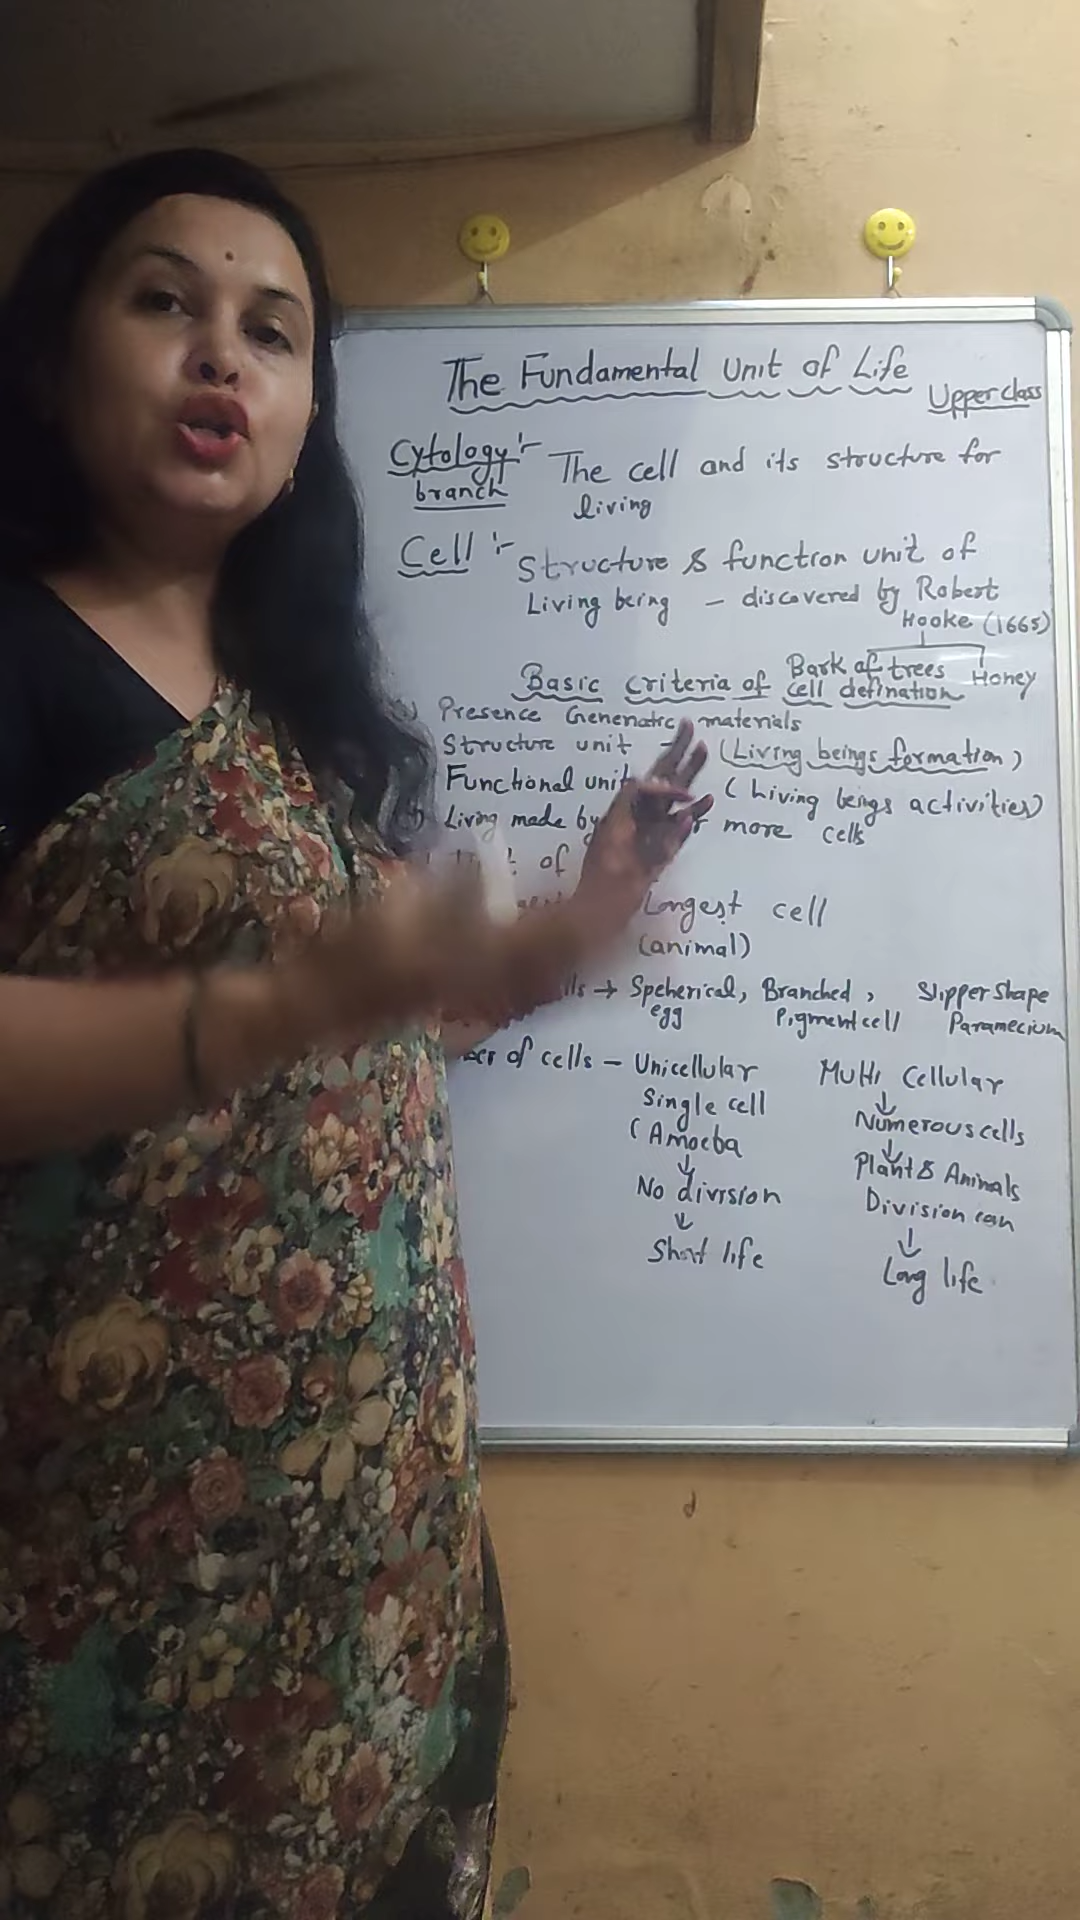 The Fundamental Unit of Life
Upper class
Cytology :- The cell and its structure for
branch living
Cell :- Structure & function unit of
Living being – discovered by Robert
Hooke (1665)
Bark of trees Honey
Basic criteria of cell defination
Presence Genenatic materials
Structure unit → (Living beings formation)
Functional unit (Living beings activities)
Living made by or more cells
of
Longest cell
(animal)
→ Speherical, Branched, Slipper shape
egg Pigment cell Paramecium
of cells – Unicellular Multi Cellular
Single cell ↓
(Amoeba Numerous cells
↓ ↓
No division Plant & Animals
↓ Division can
Short life ↓
Long life